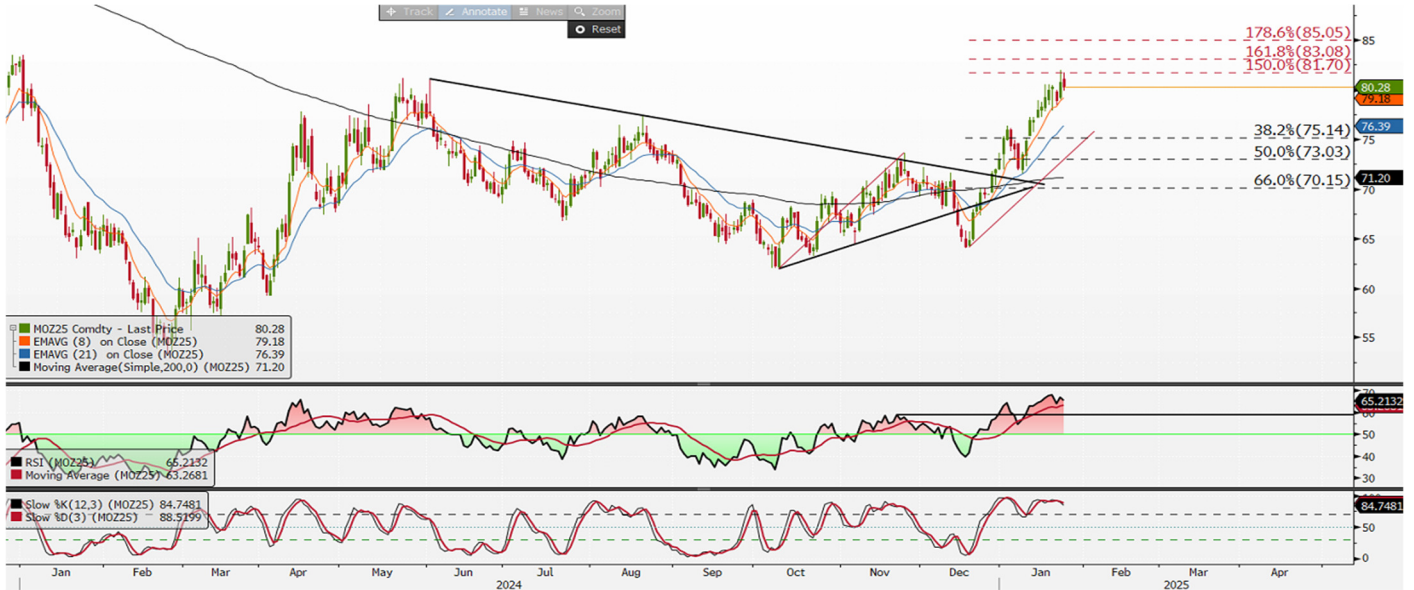 Track Annotate News Zoom
Reset
178.6%(85.05)
161.8%(83.08)
150.0%(81.70)
38.2%(75.14)
50.0%(73.03)
66.0%(70.15)
85
80.28
79.18
76.39
75
71.20
70
65
60
55
MOZ25 Comdty - Last Price 80.28
EMAVG (8) on Close (MOZ25) 79.18
EMAVG (21) on Close (MOZ25) 76.39
Moving Average(Simple,200,0) (MOZ25) 71.20
70
65.2132
60
50
40
30
RSI (MOZ25) 65.2132
Moving Average (MOZ25) 63.2681
Slow %K(12,3) (MOZ25) 84.7481
Slow %D(3) (MOZ25) 88.5199
100
84.7481
50
0
Jan Feb Mar Apr May Jun Jul Aug Sep Oct Nov Dec Jan Feb Mar Apr
2024 2025